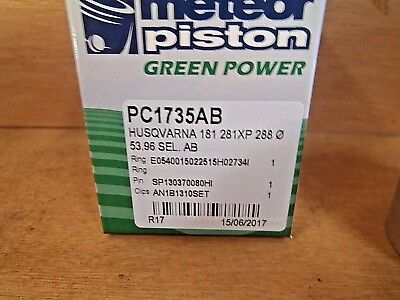 meteor
piston
GREEN POWER
PC1735AB
HUSQVARNA 181 281XP 288 Ø
53,96 SEL. AB
Ring E0540015022515H02734I 1
Ring
Pin SP130370080HI 1
Clips AN1B1310SET 1
R17 15/06/2017